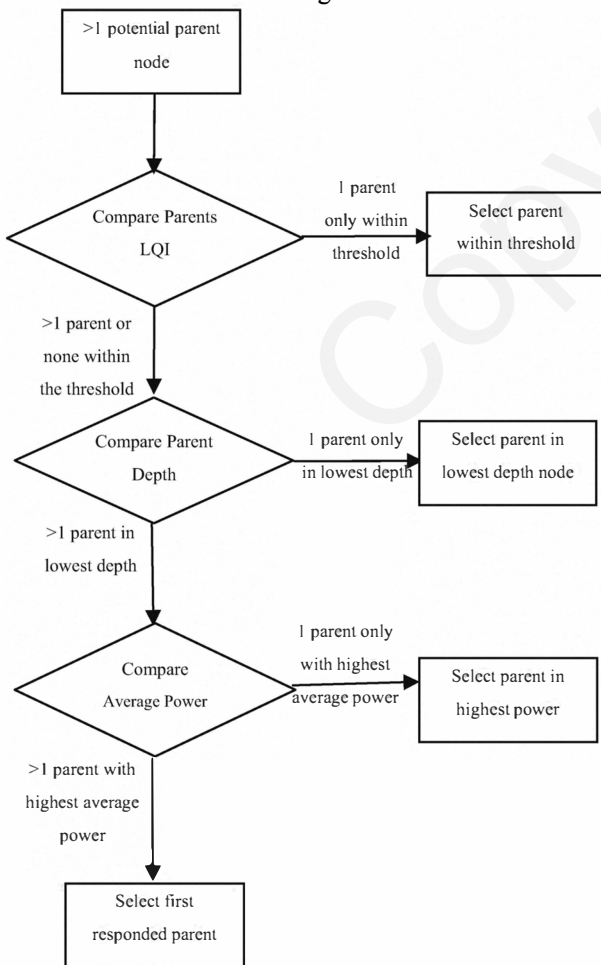 >1 potential parent
node
Compare Parents
LQI
1 parent
only within
threshold
Select parent
within threshold
>1 parent or
none within
the threshold
Compare Parent
Depth
1 parent only
in lowest depth
Select parent in
lowest depth node
>1 parent in
lowest depth
Compare
Average Power
1 parent only
with highest
average power
Select parent in
highest power
>1 parent with
highest average
power
Select first
responded parent